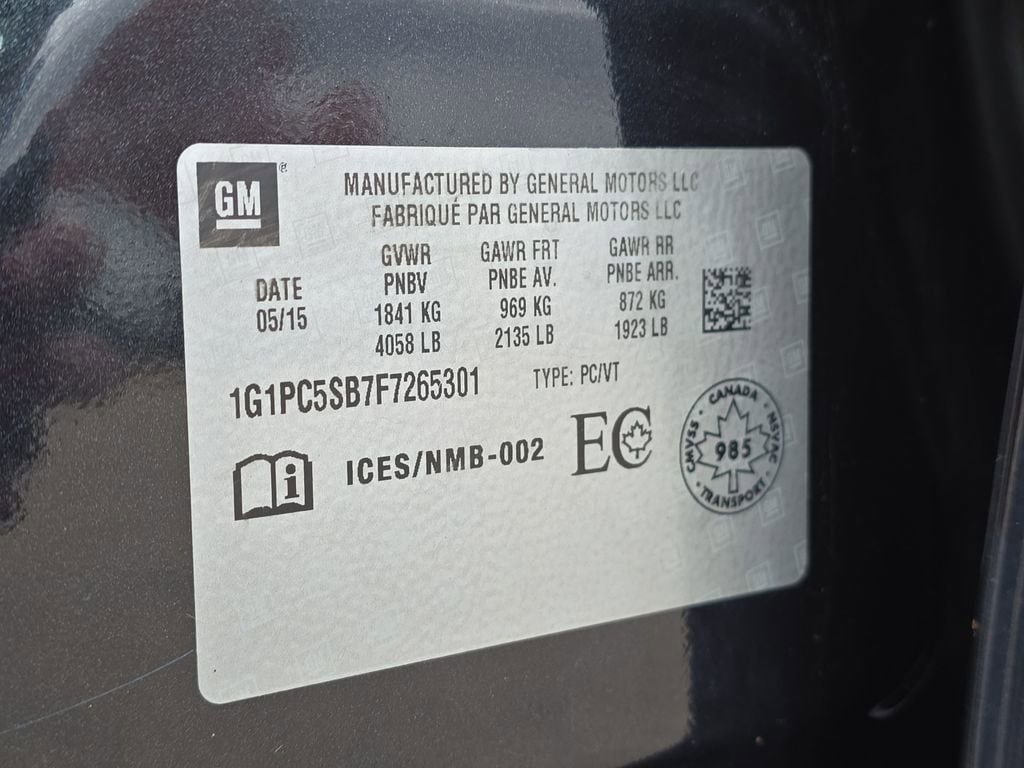 GM
MANUFACTURED BY GENERAL MOTORS LLC
FABRIQUÉ PAR GENERAL MOTORS LLC
DATE
05/15
GVWR
PNBV
1841 KG
4058 LB
GAWR FRT
PNBE AV.
969 KG
2135 LB
GAWR RR
PNBE ARR.
872 KG
1923 LB
1G1PC5SB7F7265301
TYPE: PC/VT
i
ICES/NMB-002
EC
CANADA
CMVSS
985
NSVAC
TRANSPORT